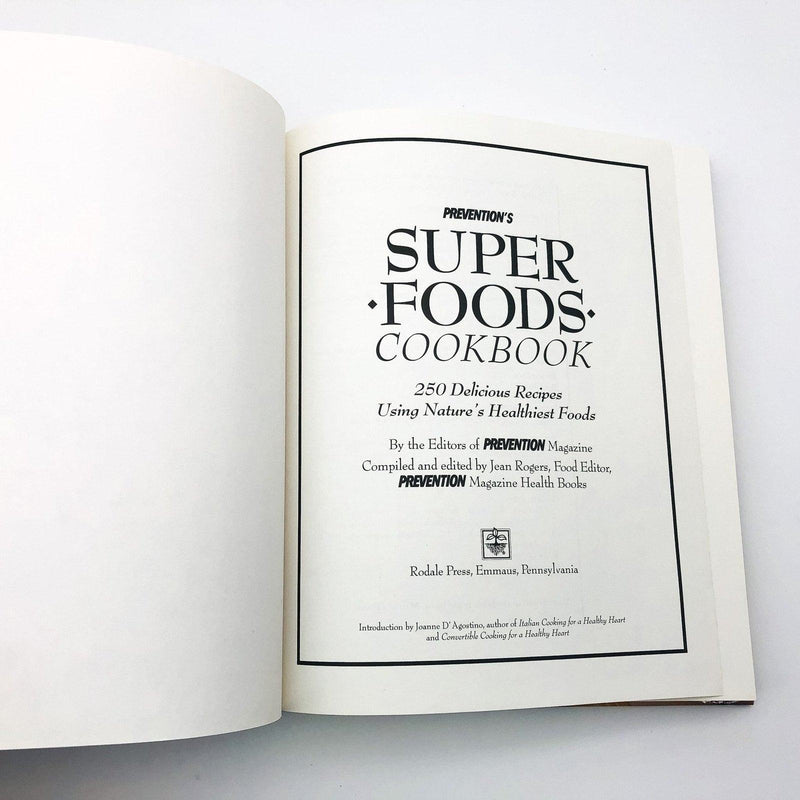 PREVENTION'S
SUPER
·FOODS·
COOKBOOK
250 Delicious Recipes
Using Nature's Healthiest Foods
By the Editors of PREVENTION Magazine
Compiled and edited by Jean Rogers, Food Editor,
PREVENTION Magazine Health Books
Rodale Press, Emmaus, Pennsylvania
Introduction by Joanne D'Agostino, author of Italian Cooking for a Healthy Heart
and Convertible Cooking for a Healthy Heart